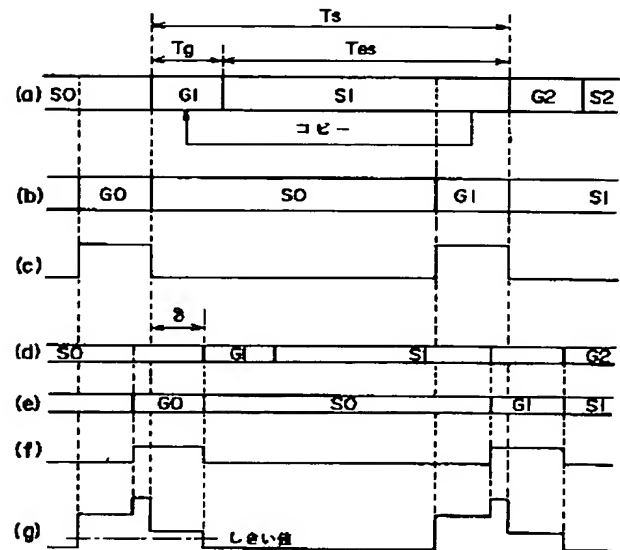 Ts
Tg Tes
(a) S0 G1 S1 G2 S2
コピー
(b) G0 S0 G1 S1
(c)
δ
(d) S0 G1 S1 G2
(e) G0 S0 G1 S1
(f)
(g) しきい値